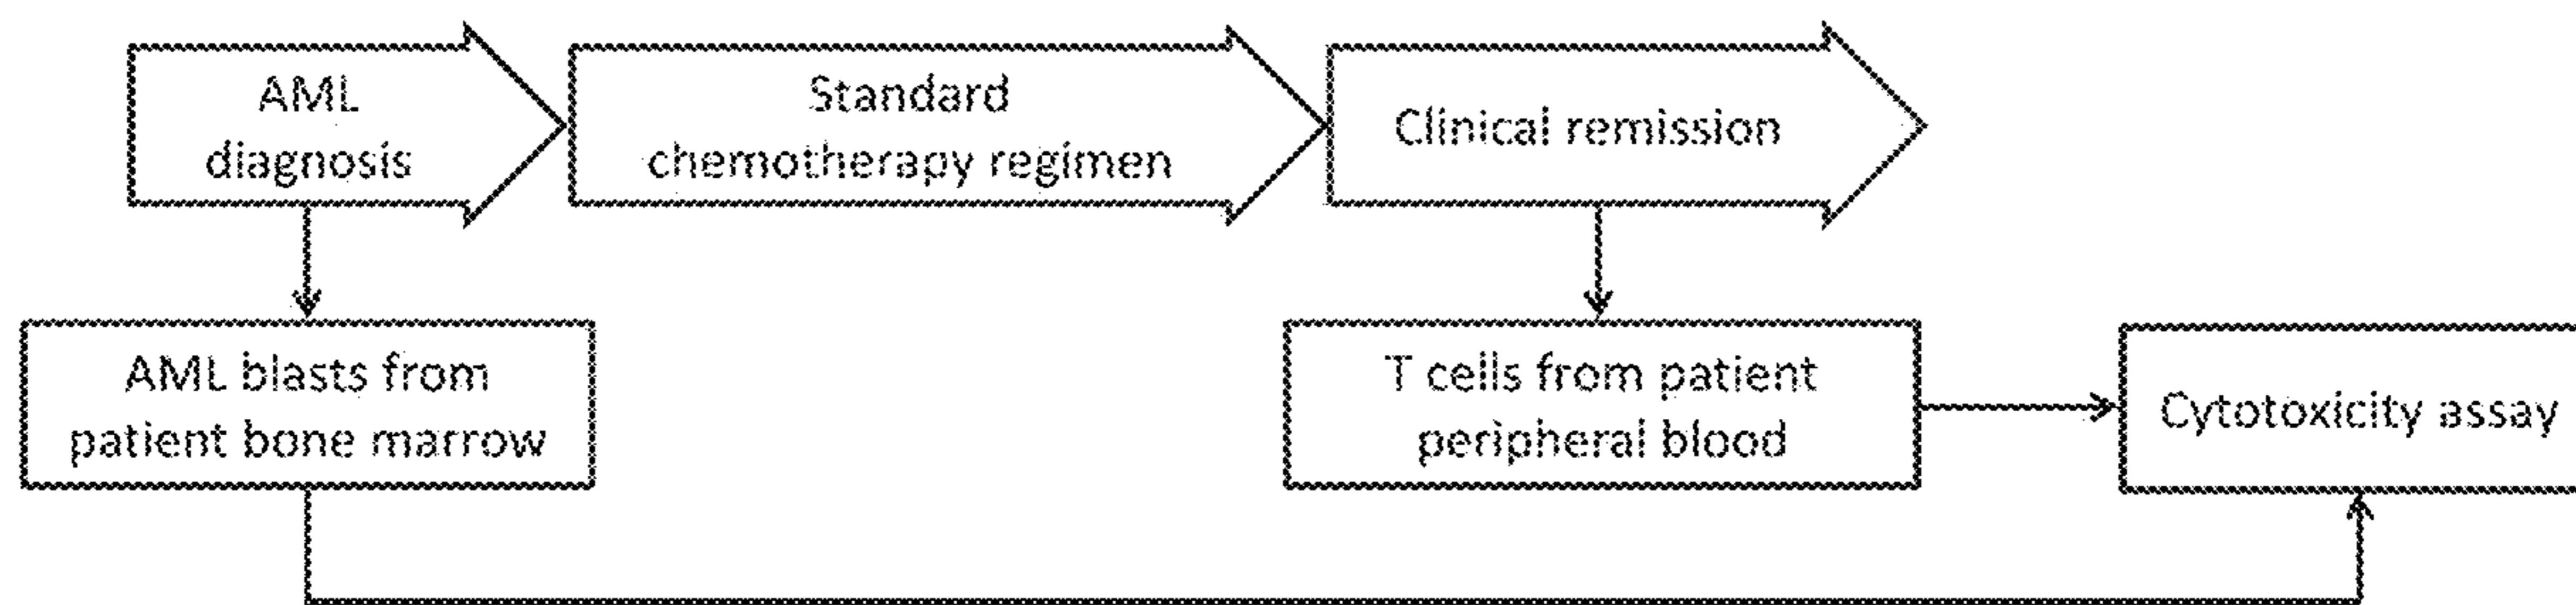 AML
diagnosis
Standard
chemotherapy regimen
Clinical remission
AML blasts from
patient bone marrow
T cells from patient
peripheral blood
Cytotoxicity assay